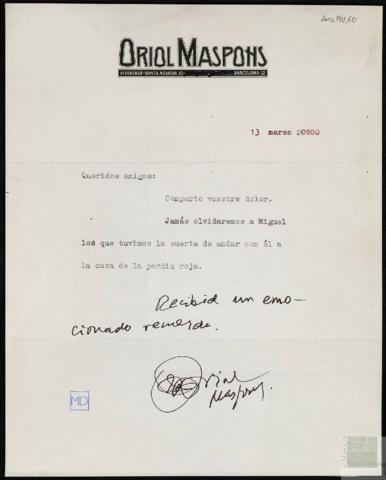 ORIOL MASPONS
FOTOGRAF-SANTA AGUEDA BARCELONA 12
13 marzo 2000
Queridos amigos:
Comparto vuestro dolor.
Jamás olvidaremos a Miguel
los que tuvimos la suerte de andar con él a
la caza de la perdiz roja.
Recibid un emo-
cionado recuerdo.
Oriol
Maspons.
MD